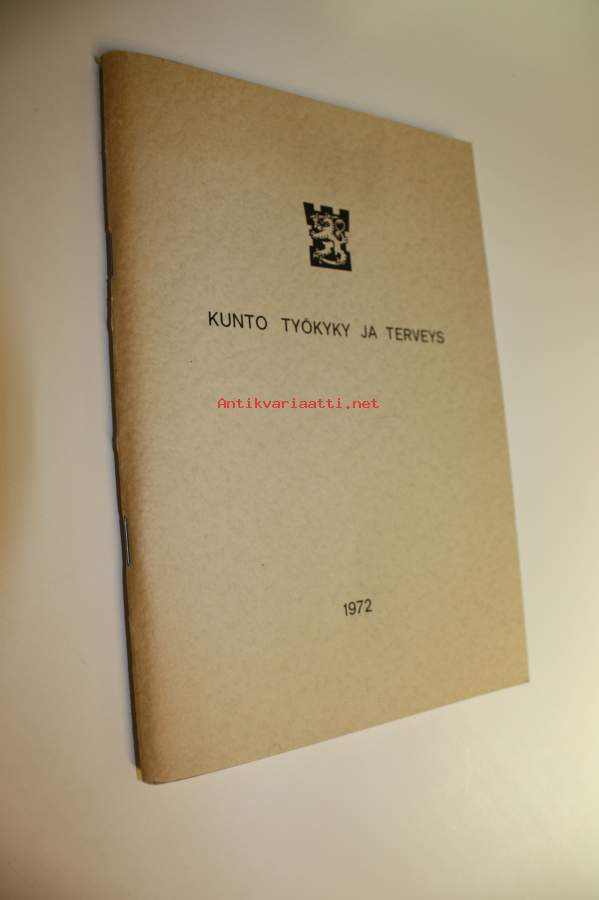 KUNTO TYÖKYKY JA TERVEYS
Antikvariaatti.net
1972